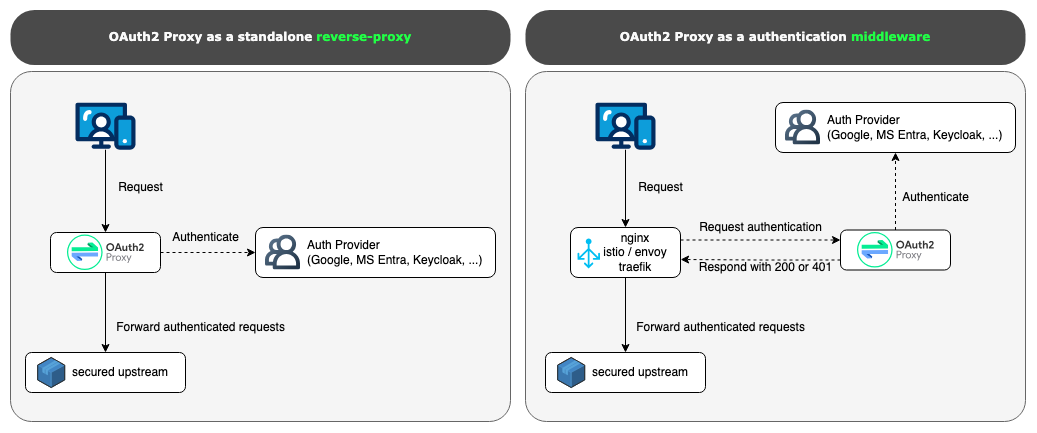 OAuth2 Proxy as a standalone reverse-proxy
Request
OAuth2
Proxy
Authenticate
Auth Provider
(Google, MS Entra, Keycloak, ...)
Forward authenticated requests
secured upstream
OAuth2 Proxy as a authentication middleware
Auth Provider
(Google, MS Entra, Keycloak, ...)
Request
Authenticate
nginx
istio / envoy
traefik
Request authentication
Respond with 200 or 401
OAuth2
Proxy
Forward authenticated requests
secured upstream